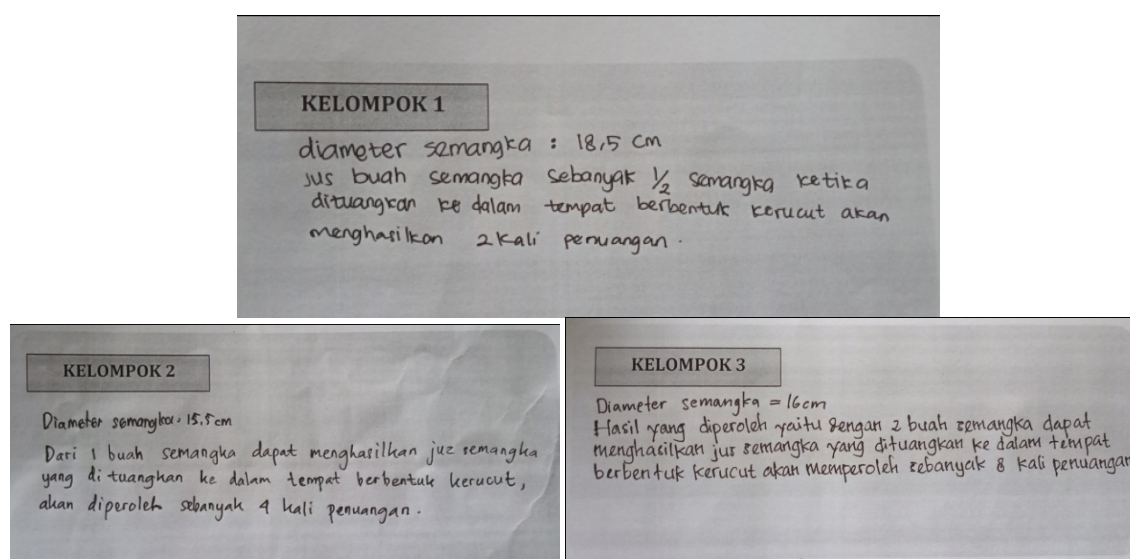 KELOMPOK 1
diameter semangka : 18,5 cm
jus buah semangka sebanyak 1/2 semangka ketika
dituangkan ke dalam tempat berbentuk kerucut akan
menghasilkan 2 kali penuangan.
KELOMPOK 2
Diameter semangka : 15,5 cm
Dari 1 buah semangka dapat menghasilkan juz semangka
yang di tuangkan ke dalam tempat berbentuk kerucut,
akan diperoleh sebanyak 4 kali penuangan.
KELOMPOK 3
Diameter semangka = 16 cm
Hasil yang diperoleh yaitu dengan 2 buah semangka dapat
menghasilkan jus semangka yang dituangkan ke dalam tempat
berbentuk kerucut akan memperoleh sebanyak 8 kali penuangan